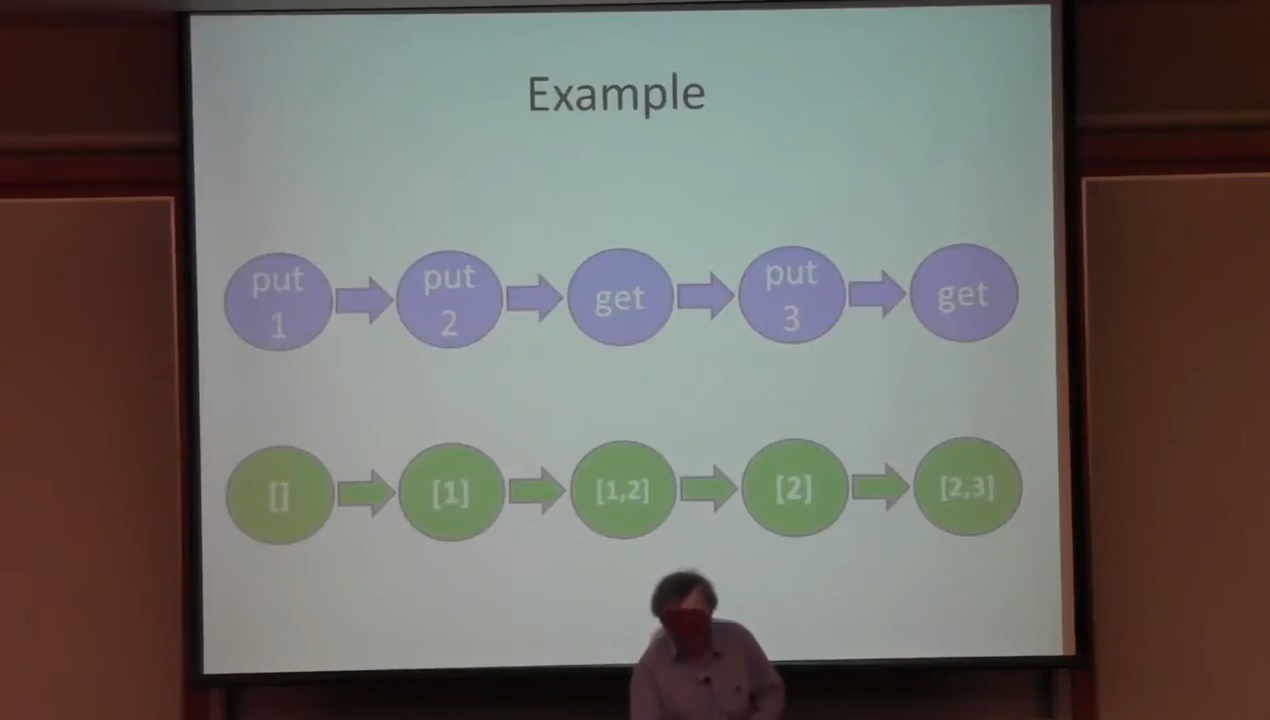 Example
put
1
put
2
get
put
3
get
[]
[1]
[1,2]
[2]
[2,3]